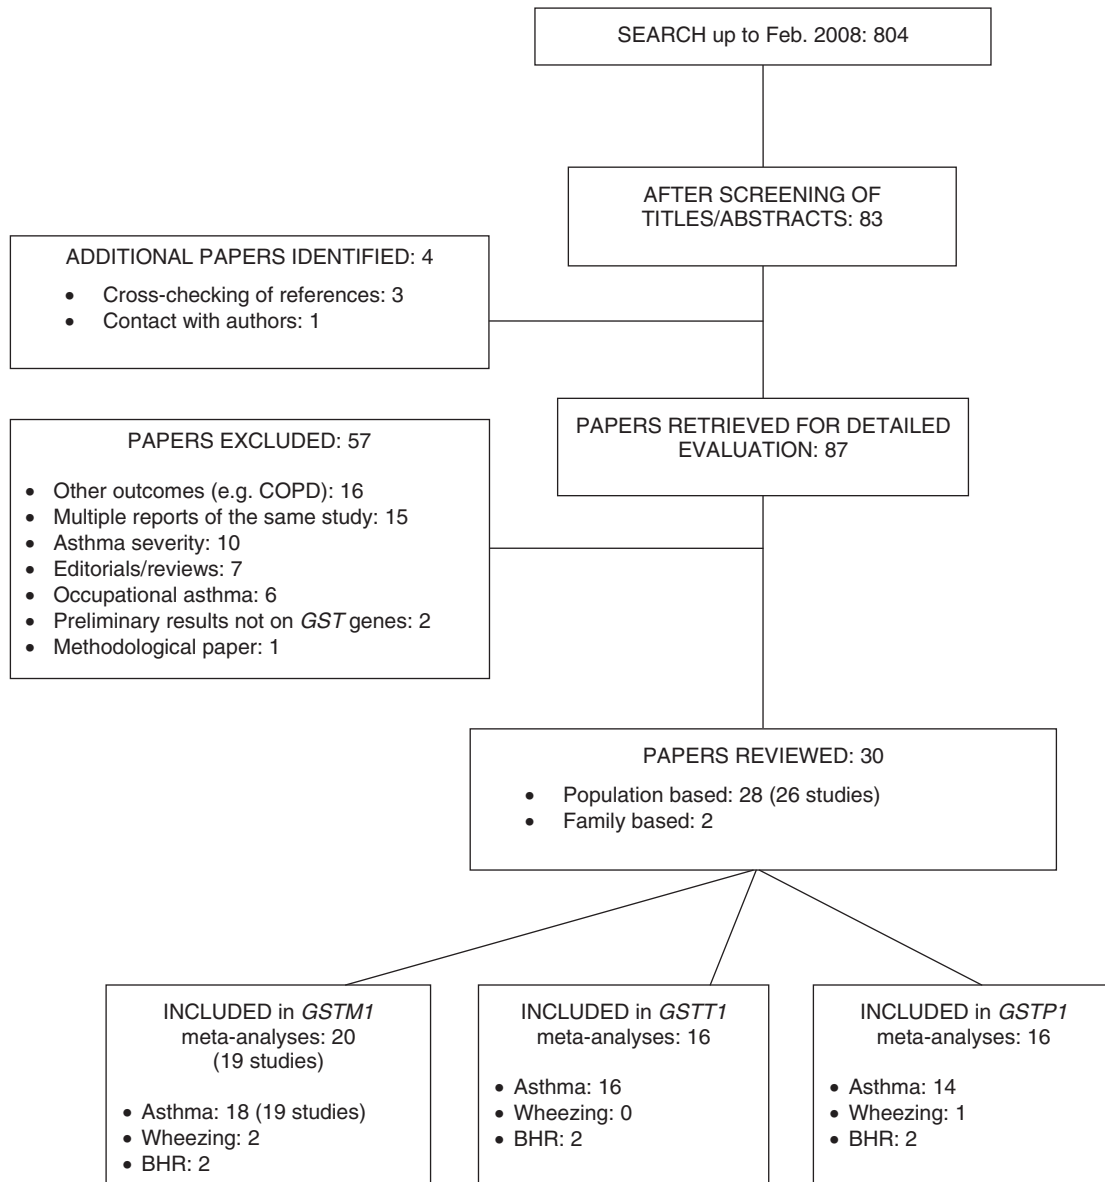 SEARCH up to Feb. 2008: 804
AFTER SCREENING OF
TITLES/ABSTRACTS: 83
ADDITIONAL PAPERS IDENTIFIED: 4
• Cross-checking of references: 3
• Contact with authors: 1
PAPERS RETRIEVED FOR DETAILED
EVALUATION: 87
PAPERS EXCLUDED: 57
• Other outcomes (e.g. COPD): 16
• Multiple reports of the same study: 15
• Asthma severity: 10
• Editorials/reviews: 7
• Occupational asthma: 6
• Preliminary results not on GST genes: 2
• Methodological paper: 1
PAPERS REVIEWED: 30
• Population based: 28 (26 studies)
• Family based: 2
INCLUDED in GSTM1
meta-analyses: 20
(19 studies)
• Asthma: 18 (19 studies)
• Wheezing: 2
• BHR: 2
INCLUDED in GSTT1
meta-analyses: 16
• Asthma: 16
• Wheezing: 0
• BHR: 2
INCLUDED in GSTP1
meta-analyses: 16
• Asthma: 14
• Wheezing: 1
• BHR: 2